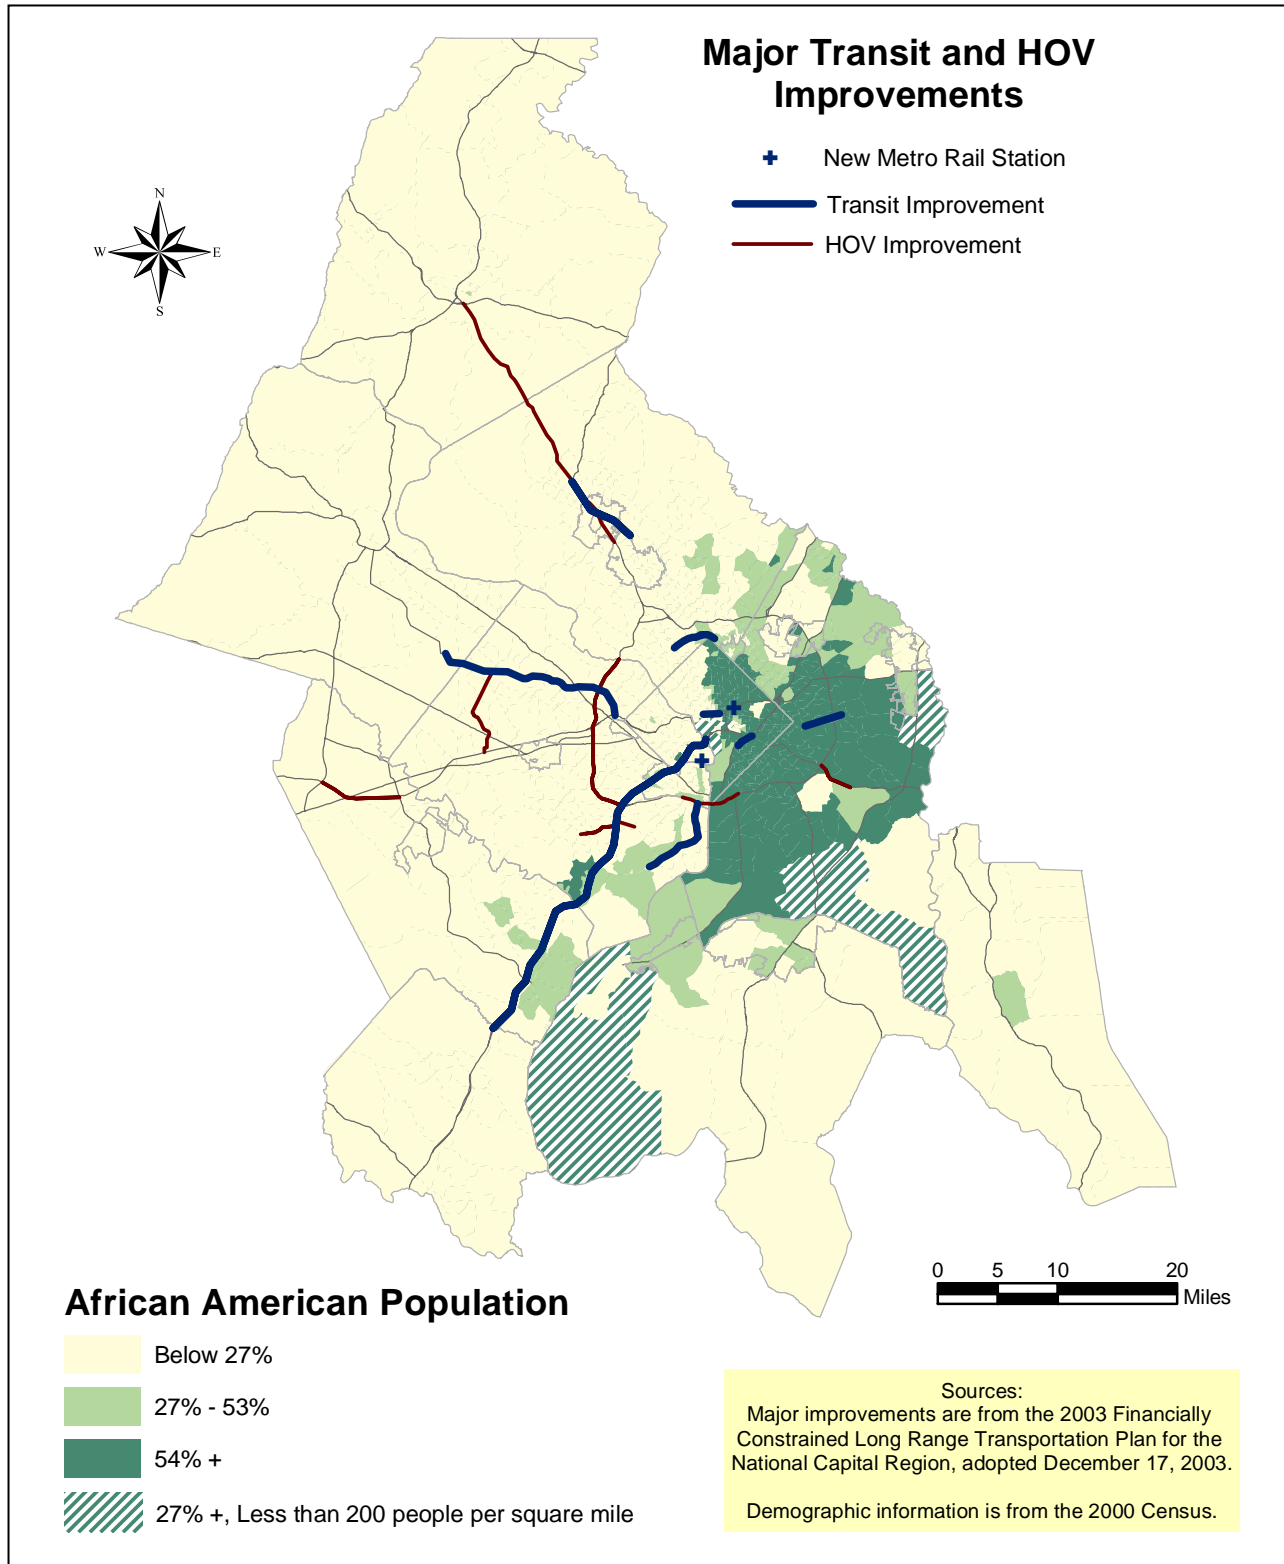 Major Transit and HOV
Improvements
New Metro Rail Station
Transit Improvement
HOV Improvement
N
W
E
S
0 5 10 20
Miles
African American Population
Below 27%
27% - 53%
54% +
27% +, Less than 200 people per square mile
Sources:
Major improvements are from the 2003 Financially
Constrained Long Range Transportation Plan for the
National Capital Region, adopted December 17, 2003.
Demographic information is from the 2000 Census.